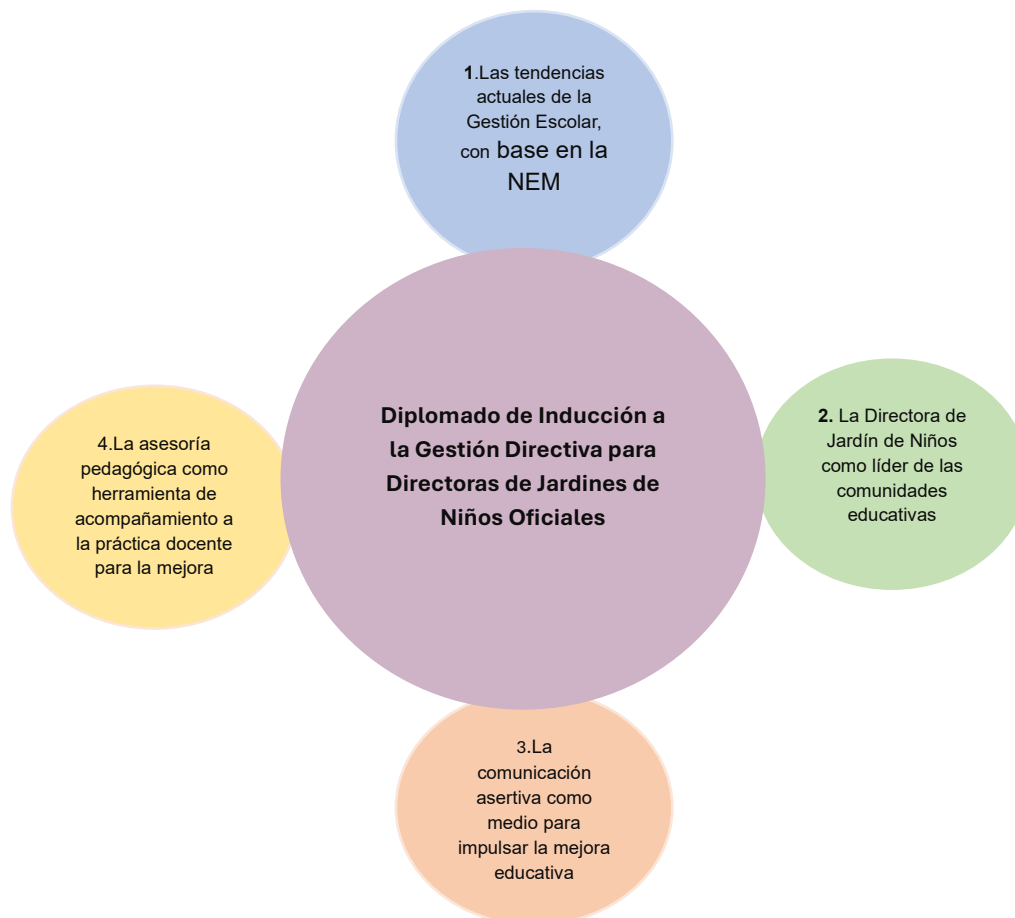 1.Las tendencias
actuales de la
Gestión Escolar,
con base en la
NEM
Diplomado de Inducción a
la Gestión Directiva para
Directoras de Jardines de
Niños Oficiales
2. La Directora de
Jardín de Niños
como líder de las
comunidades
educativas
3.La
comunicación
asertiva como
medio para
impulsar la mejora
educativa
4.La asesoría
pedagógica como
herramienta de
acompañamiento a
la práctica docente
para la mejora